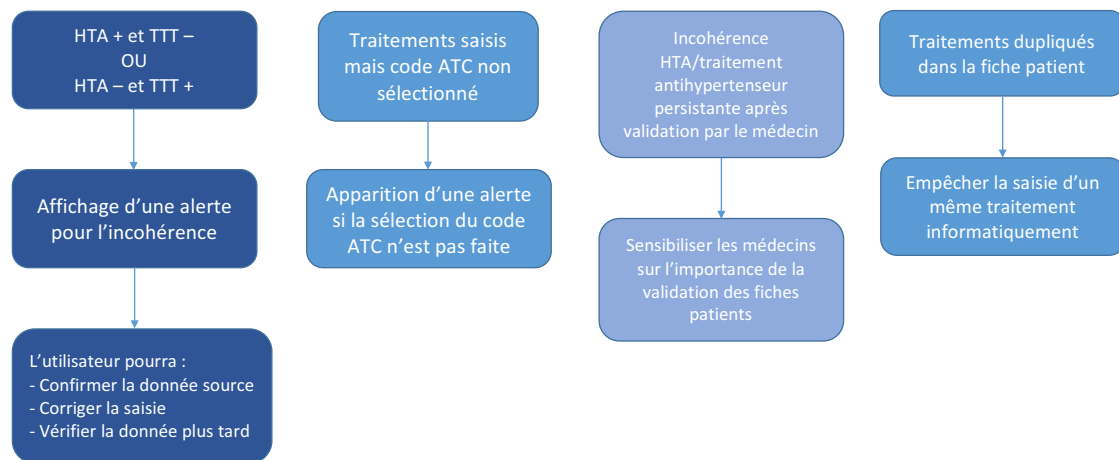 HTA + et TTT –
OU
HTA – et TTT +
Affichage d’une alerte
pour l’incohérence
L’utilisateur pourra :
- Confirmer la donnée source
- Corriger la saisie
- Vérifier la donnée plus tard
Traitements saisis
mais code ATC non
sélectionné
Apparition d’une alerte
si la sélection du code
ATC n’est pas faite
Incohérence
HTA/traitement
antihypertenseur
persistante après
validation par le médecin
Sensibiliser les médecins
sur l’importance de la
validation des fiches
patients
Traitements dupliqués
dans la fiche patient
Empêcher la saisie d’un
même traitement
informatiquement